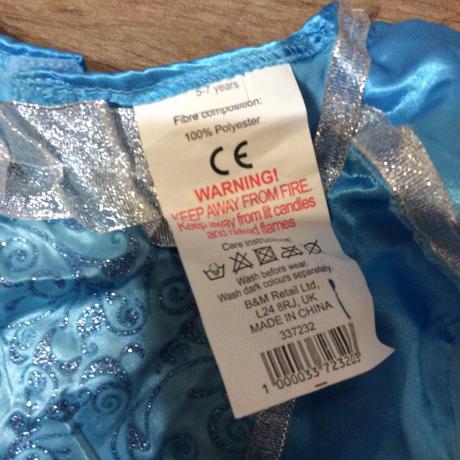 5-7 years
Fibre composition:
100% Polyester
CE
WARNING!
KEEP AWAY FROM FIRE.
Keep away from lit candles
and naked flames
Care instructions:
Wash before wear.
Wash dark colours separately.
B&M Retail Ltd,
L24 8RJ, UK
MADE IN CHINA
337232
1 000033 723203